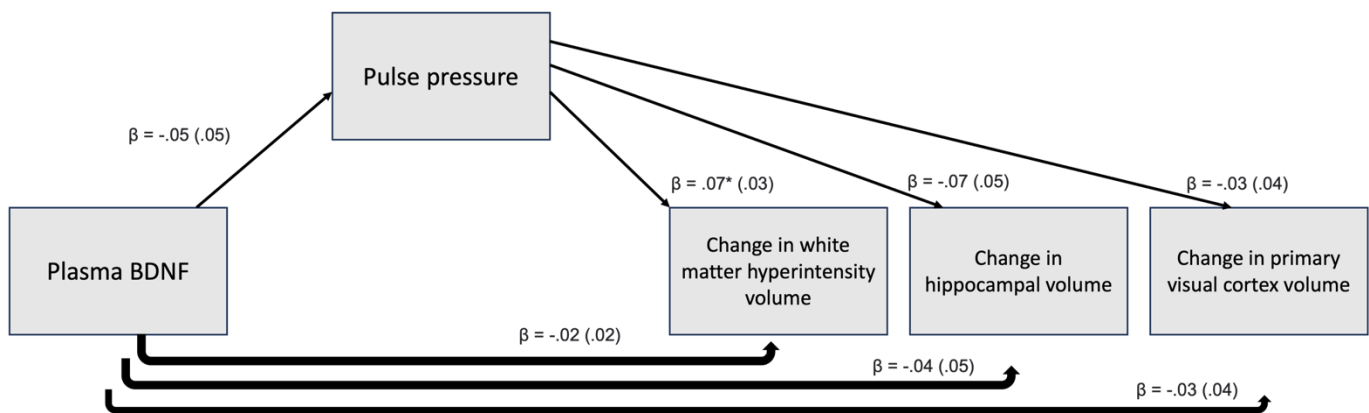 Pulse pressure
β = -.05 (.05)
β = .07* (.03)
β = -.07 (.05)
β = -.03 (.04)
Plasma BDNF
Change in white
matter hyperintensity
volume
Change in
hippocampal volume
Change in primary
visual cortex volume
β = -.02 (.02)
β = -.04 (.05)
β = -.03 (.04)